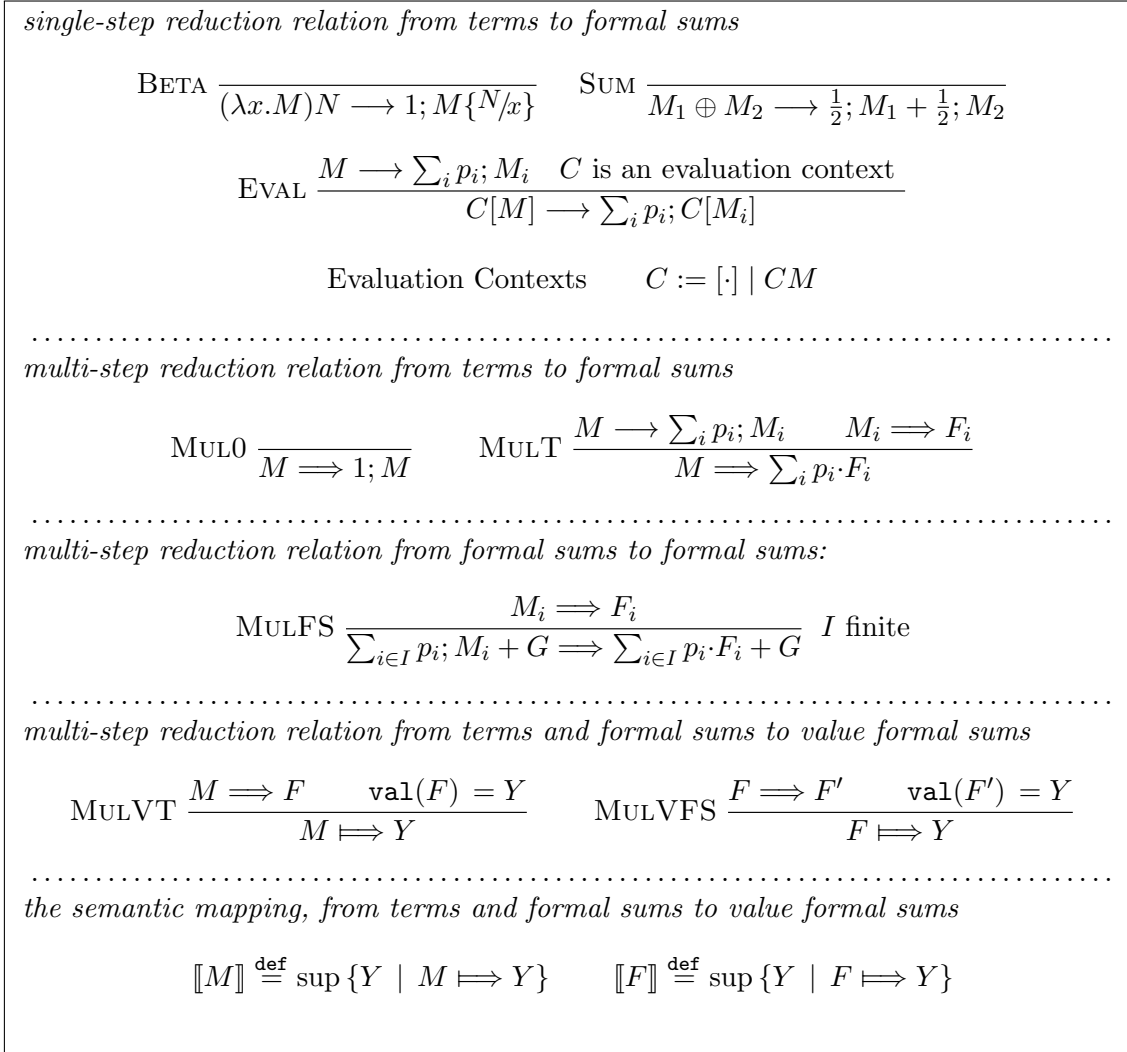 single-step reduction relation from terms to formal sums
BETA (λx.M)N ⟶ 1; M{N/x} SUM M₁ ⊕ M₂ ⟶ ½; M₁ + ½; M₂
EVAL M ⟶ ∑ᵢ pᵢ; Mᵢ C is an evaluation context
C[M] ⟶ ∑ᵢ pᵢ; C[Mᵢ]
Evaluation Contexts C := [·] | CM
multi-step reduction relation from terms to formal sums
MUL0 M ⟹ 1; M MULT M ⟶ ∑ᵢ pᵢ; Mᵢ Mᵢ ⟹ Fᵢ
M ⟹ ∑ᵢ pᵢ·Fᵢ
multi-step reduction relation from formal sums to formal sums:
MULFS Mᵢ ⟹ Fᵢ
∑i∈I pᵢ; Mᵢ + G ⟹ ∑i∈I pᵢ·Fᵢ + G I finite
multi-step reduction relation from terms and formal sums to value formal sums
MULVT M ⟹ F val(F) = Y MULVFS F ⟹ F′ val(F′) = Y
M ⟾ Y F ⟾ Y
the semantic mapping, from terms and formal sums to value formal sums
⟦M⟧ def= sup {Y | M ⟾ Y} ⟦F⟧ def= sup {Y | F ⟾ Y}